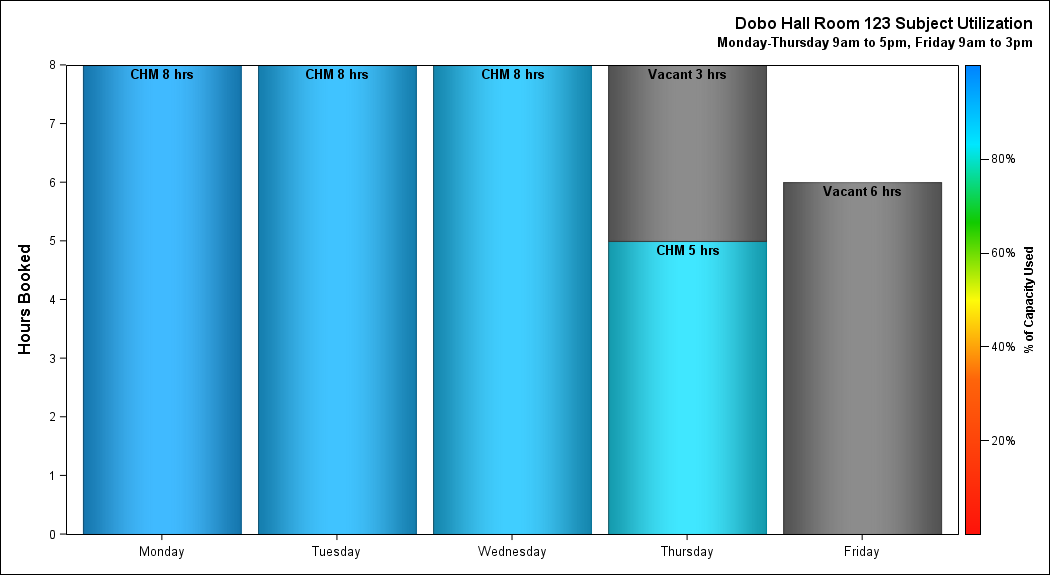 Dobo Hall Room 123 Subject Utilization
Monday-Thursday 9am to 5pm, Friday 9am to 3pm
Hours Booked
8
7
6
5
4
3
2
1
0
CHM 8 hrs
CHM 8 hrs
CHM 8 hrs
Vacant 3 hrs
CHM 5 hrs
Vacant 6 hrs
Monday
Tuesday
Wednesday
Thursday
Friday
80%
60%
40%
20%
% of Capacity Used